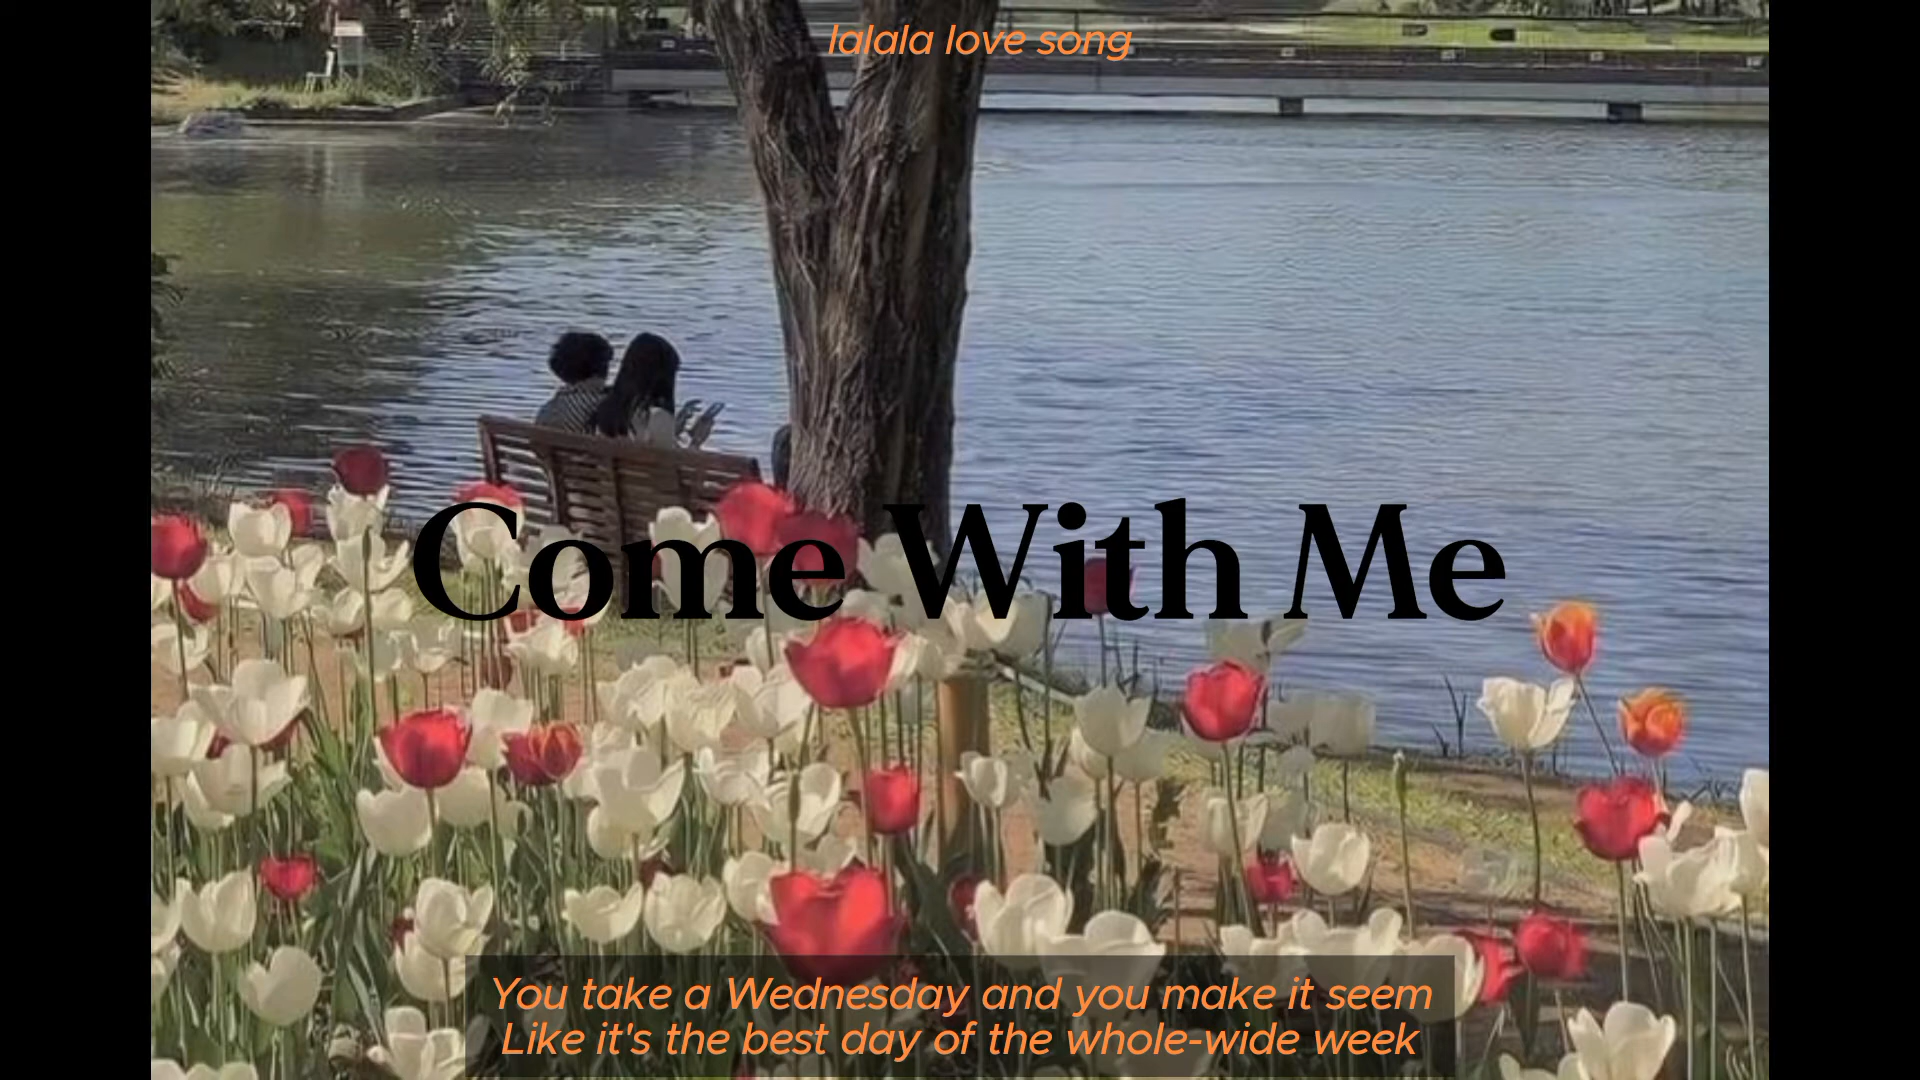 lalala love song
Come With Me
You take a Wednesday and you make it seem
Like it's the best day of the whole-wide week